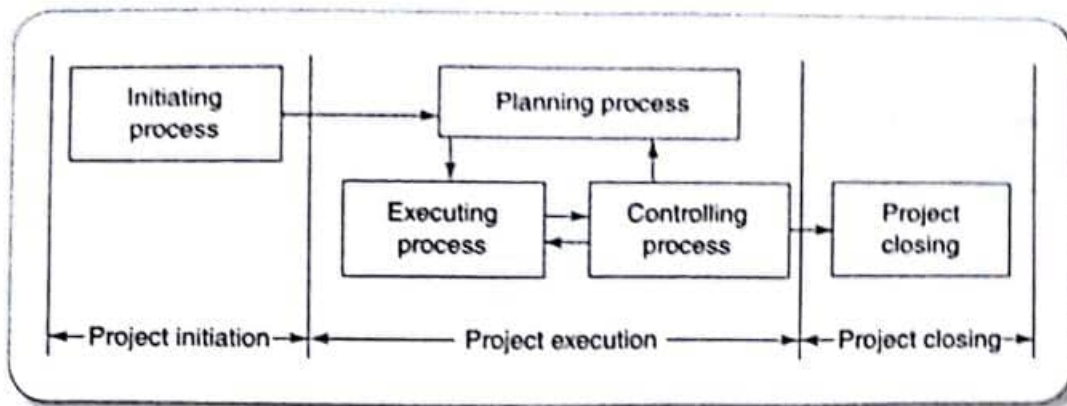 Initiating
process
Planning process
Executing
process
Controlling
process
Project
closing
Project initiation
Project execution
Project closing